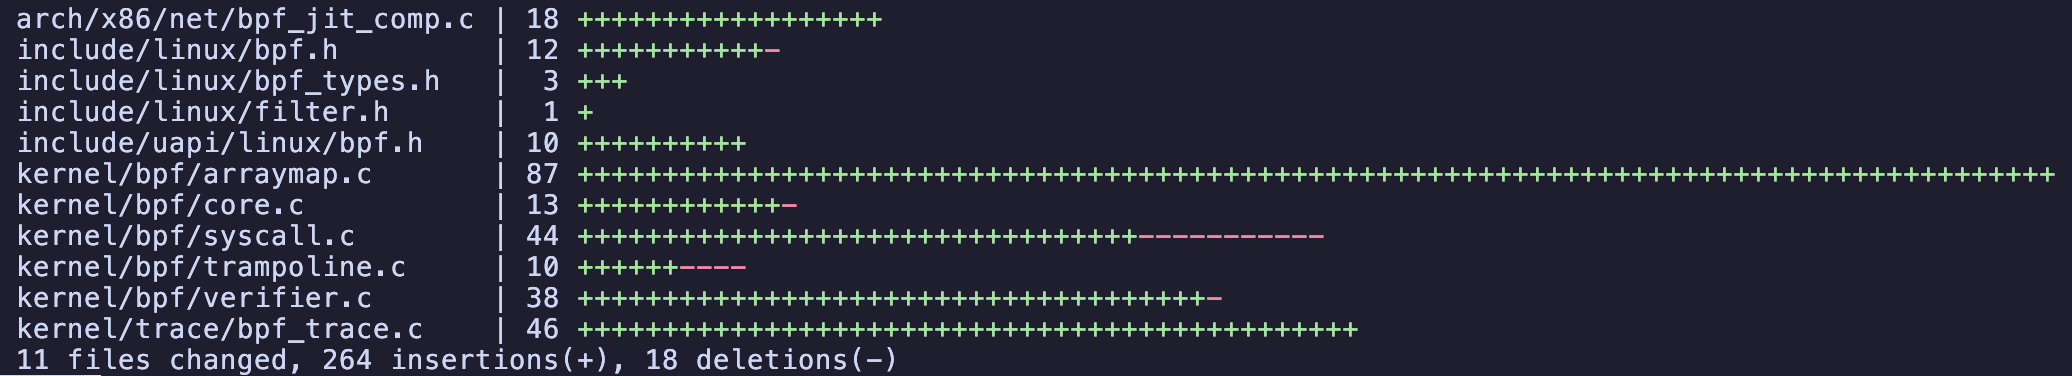 arch/x86/net/bpf_jit_comp.c | 18 ++++++++++++++++++
include/linux/bpf.h         | 12 +++++++++++-
include/linux/bpf_types.h   |  3 +++
include/linux/filter.h      |  1 +
include/uapi/linux/bpf.h    | 10 ++++++++++
kernel/bpf/arraymap.c       | 87 +++++++++++++++++++++++++++++++++++++++++++++++++++++++++++++++++++++++++++++++++++++++
kernel/bpf/core.c           | 13 ++++++++++++-
kernel/bpf/syscall.c        | 44 +++++++++++++++++++++++++++++++++-----------
kernel/bpf/trampoline.c     | 10 ++++++----
kernel/bpf/verifier.c       | 38 +++++++++++++++++++++++++++++++++++++-
kernel/trace/bpf_trace.c    | 46 ++++++++++++++++++++++++++++++++++++++++++++++
11 files changed, 264 insertions(+), 18 deletions(-)